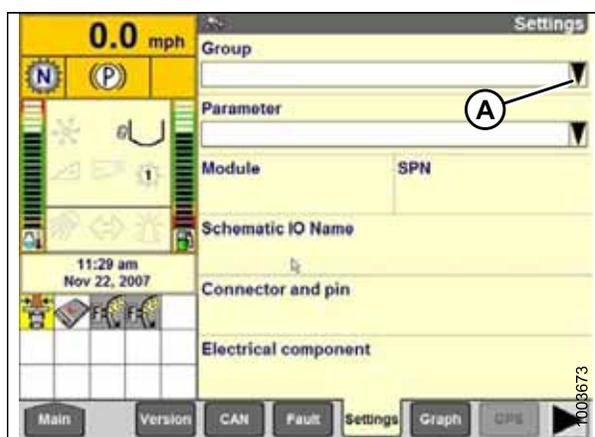 0.0 mph
Settings
N
(P)
Group
A
Parameter
Module
SPN
1
Schematic IO Name
11:29 am
Nov 22, 2007
Connector and pin
F
F
Electrical component
Main
Version
CAN
Fault
Settings
Graph
GPS
1003673